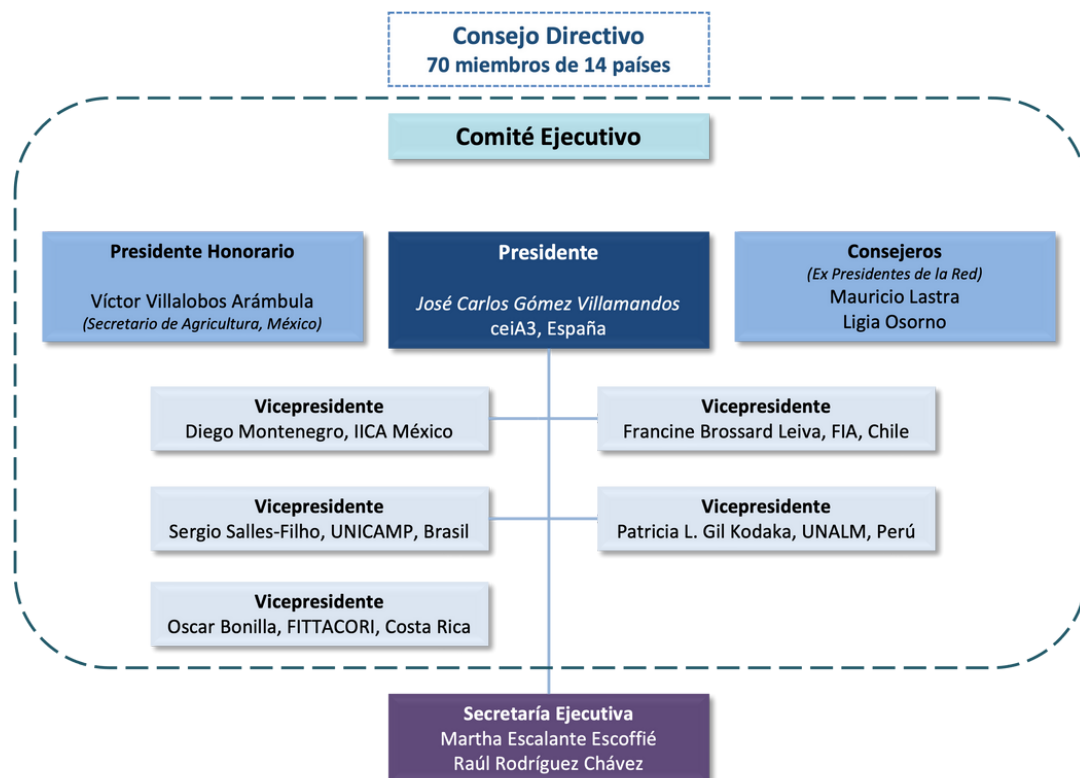 Consejo Directivo
70 miembros de 14 países
Comité Ejecutivo
Presidente Honorario
Víctor Villalobos Arámbula
(Secretario de Agricultura, México)
Presidente
José Carlos Gómez Villamandos
ceiA3, España
Consejeros
(Ex Presidentes de la Red)
Mauricio Lastra
Ligia Osorno
Vicepresidente
Diego Montenegro, IICA México
Vicepresidente
Francine Brossard Leiva, FIA, Chile
Vicepresidente
Sergio Salles-Filho, UNICAMP, Brasil
Vicepresidente
Patricia L. Gil Kodaka, UNALM, Perú
Vicepresidente
Oscar Bonilla, FITTACORI, Costa Rica
Secretaría Ejecutiva
Martha Escalante Escoffié
Raúl Rodríguez Chávez